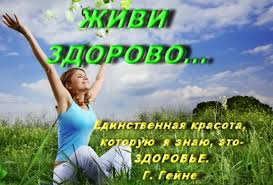 ЖИВИ
ЗДОРОВО...
Единственная красота,
которую я знаю, это-
ЗДОРОВЬЕ.
Г. Гейне